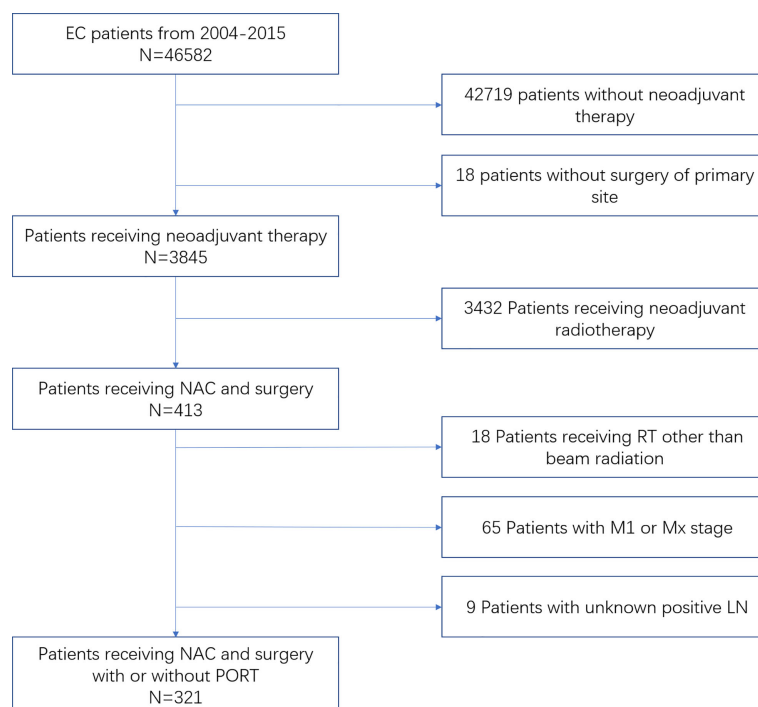 EC patients from 2004-2015
N=46582
42719 patients without neoadjuvant
therapy
18 patients without surgery of primary
site
Patients receiving neoadjuvant therapy
N=3845
3432 Patients receiving neoadjuvant
radiotherapy
Patients receiving NAC and surgery
N=413
18 Patients receiving RT other than
beam radiation
65 Patients with M1 or Mx stage
9 Patients with unknown positive LN
Patients receiving NAC and surgery
with or without PORT
N=321